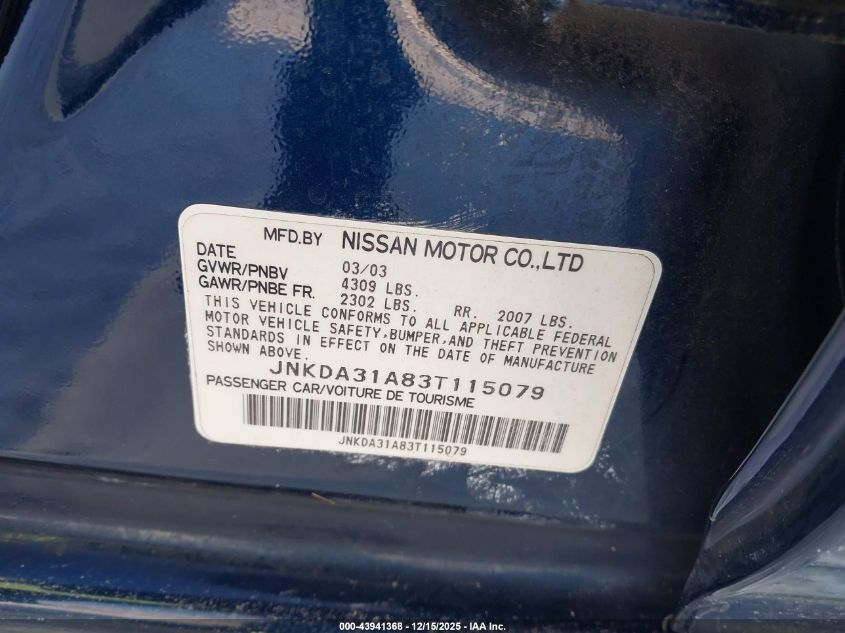 MFD.BY NISSAN MOTOR CO.,LTD
DATE 03/03
GVWR/PNBV 4309 LBS.
GAWR/PNBE FR. 2302 LBS. RR. 2007 LBS.
THIS VEHICLE CONFORMS TO ALL APPLICABLE FEDERAL
MOTOR VEHICLE SAFETY,BUMPER,AND THEFT PREVENTION
STANDARDS IN EFFECT ON THE DATE OF MANUFACTURE
SHOWN ABOVE.
JNKDA31A83T115079
PASSENGER CAR/VOITURE DE TOURISME
JNKDA31A83T115079
000-43941368 - 12/15/2025 - IAA Inc.